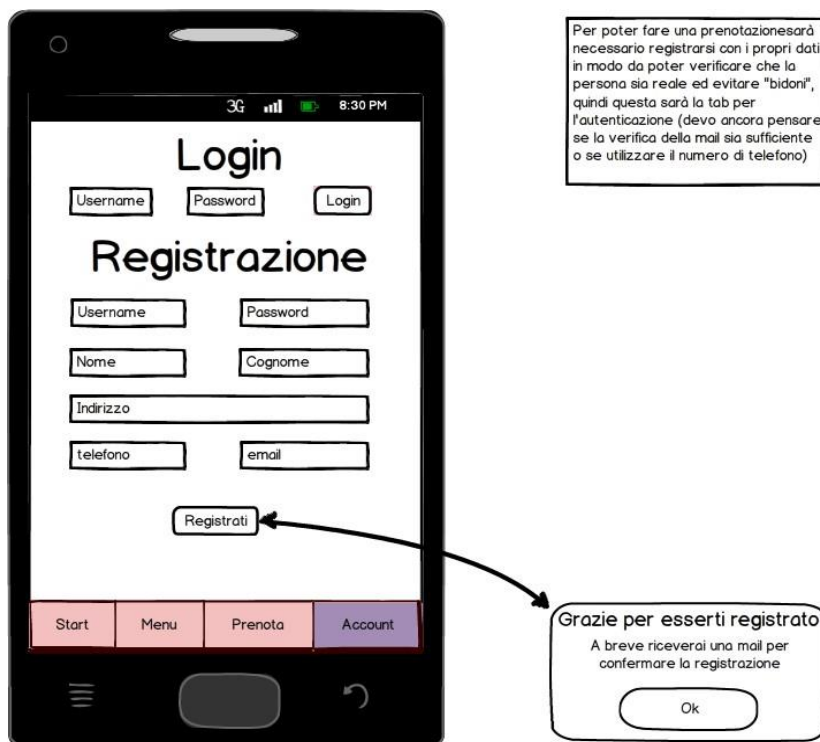 3G 8:30 PM
Login
Username Password Login
Registrazione
Username Password
Nome Cognome
Indirizzo
telefono email
Registrati
Start Menu Prenota Account
Per poter fare una prenotazionesarà
necessario registrarsi con i propri dati
in modo da poter verificare che la
persona sia reale ed evitare "bidoni",
quindi questa sarà la tab per
l'autenticazione (devo ancora pensare
se la verifica della mail sia sufficiente
o se utilizzare il numero di telefono)
Grazie per esserti registrato
A breve riceverai una mail per
confermare la registrazione
Ok